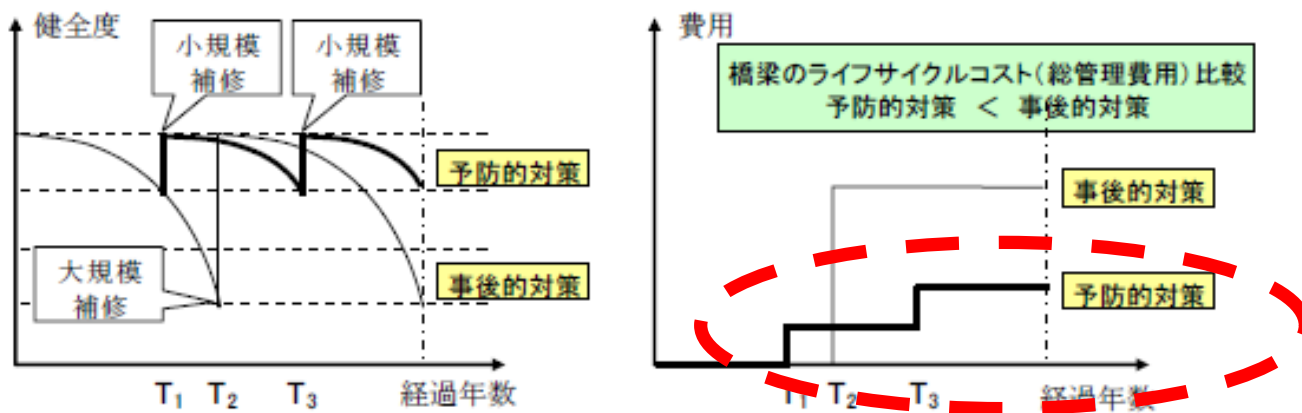 健全度
小規模
補修
小規模
補修
予防的対策
大規模
補修
事後的対策
T1 T2 T3 経過年数
費用
橋梁のライフサイクルコスト(総管理費用)比較
予防的対策 < 事後的対策
事後的対策
予防的対策
T1 T2 T3 経過年数